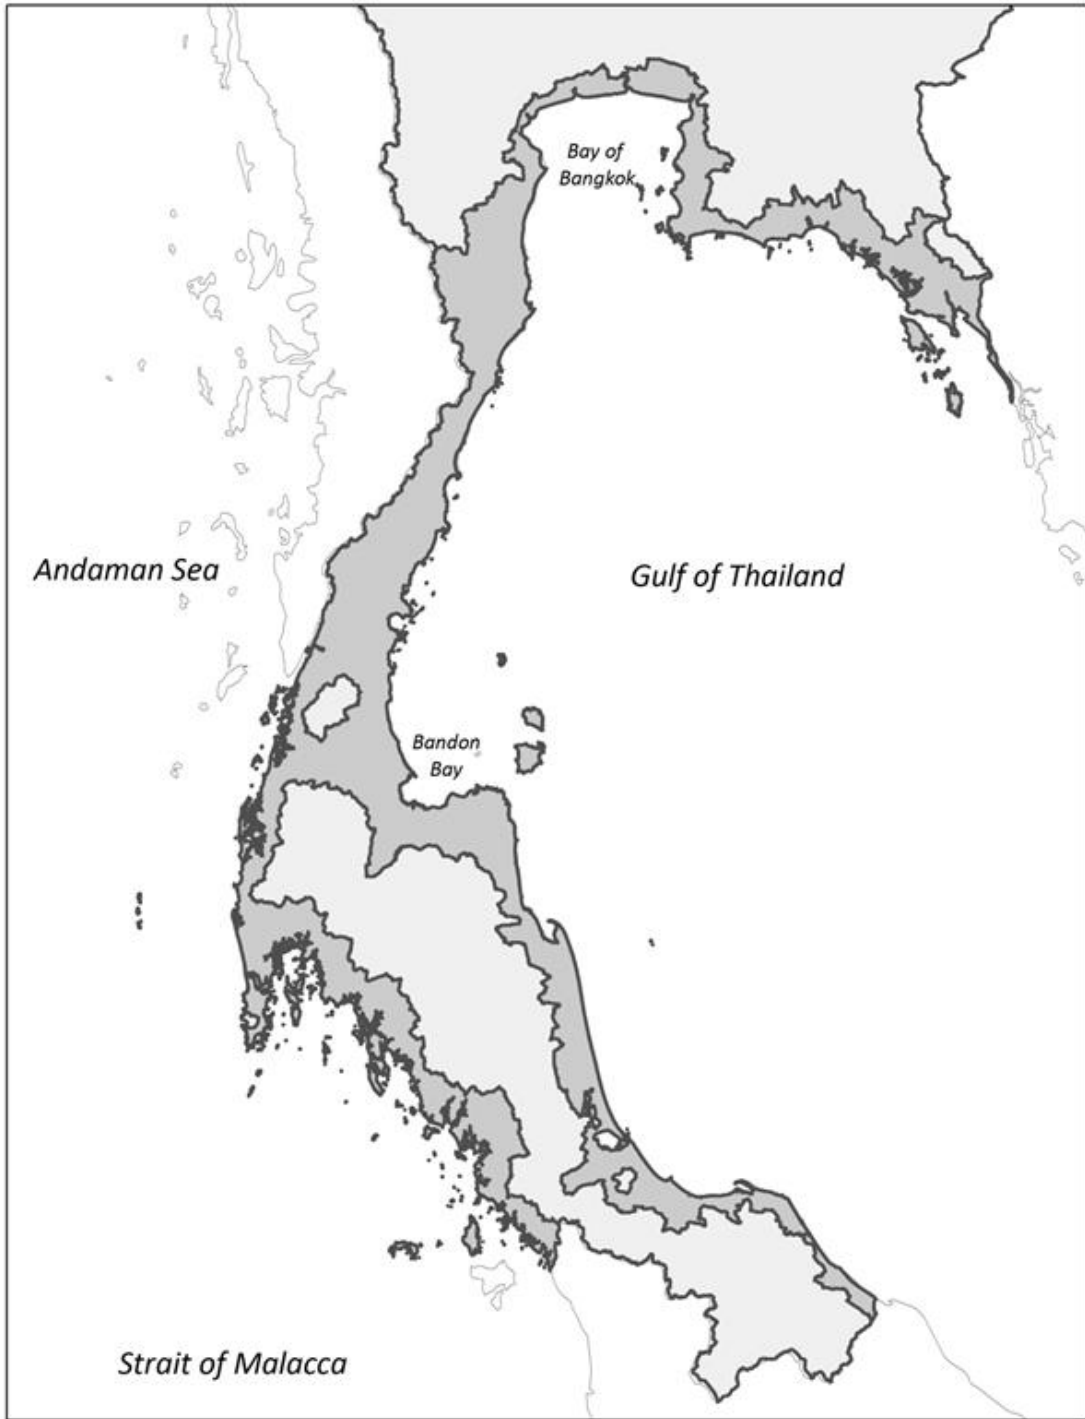 Bay of
Bangkok
Andaman Sea
Gulf of Thailand
Bandon
Bay
Strait of Malacca